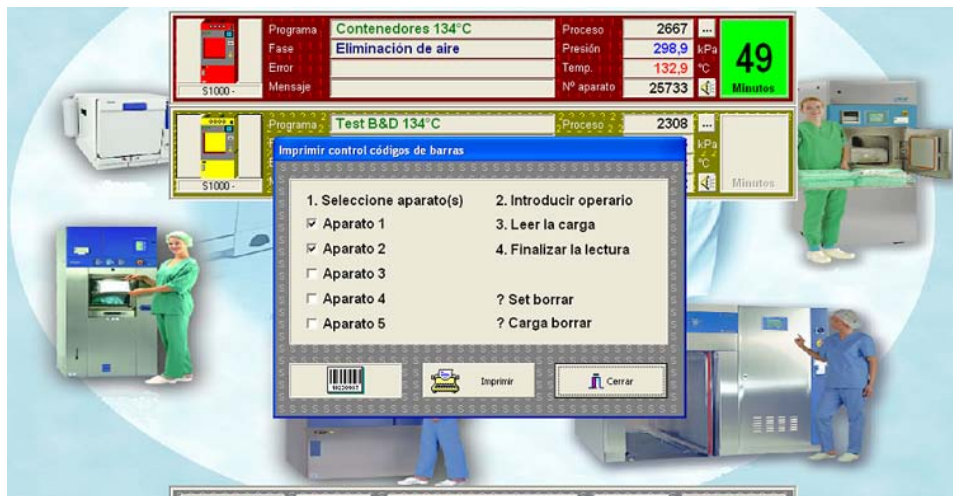 Programa Contenedores 134°C Proceso 2667 ...
Fase Eliminación de aire Presión 298,9 kPa
Error Temp. 132,9 °C
S1000 - Mensaje Nº aparato 25733
49
Minutos
Programa Test B&D 134°C Proceso 2308 ...
kPa
°C
S1000 - Minutos
Imprimir control códigos de barras
1. Seleccione aparato(s)
Aparato 1
Aparato 2
Aparato 3
Aparato 4
Aparato 5
2. Introducir operario
3. Leer la carga
4. Finalizar la lectura
? Set borrar
? Carga borrar
Imprimir
Cerrar